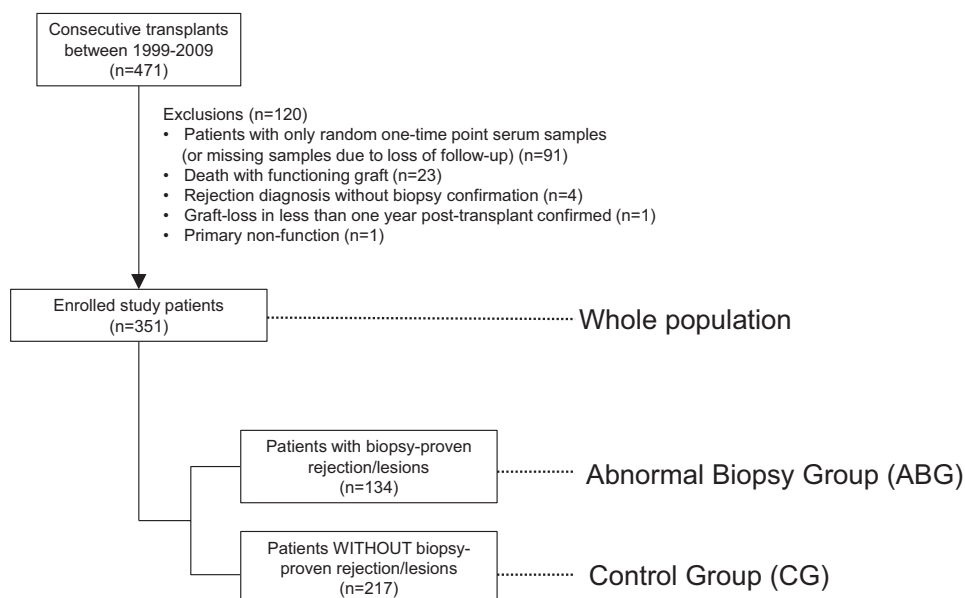 Consecutive transplants
between 1999-2009
(n=471)
Exclusions (n=120)
• Patients with only random one-time point serum samples
(or missing samples due to loss of follow-up) (n=91)
• Death with functioning graft (n=23)
• Rejection diagnosis without biopsy confirmation (n=4)
• Graft-loss in less than one year post-transplant confirmed (n=1)
• Primary non-function (n=1)
Enrolled study patients
(n=351)
Whole population
Patients with biopsy-proven
rejection/lesions
(n=134)
Abnormal Biopsy Group (ABG)
Patients WITHOUT biopsy-
proven rejection/lesions
(n=217)
Control Group (CG)